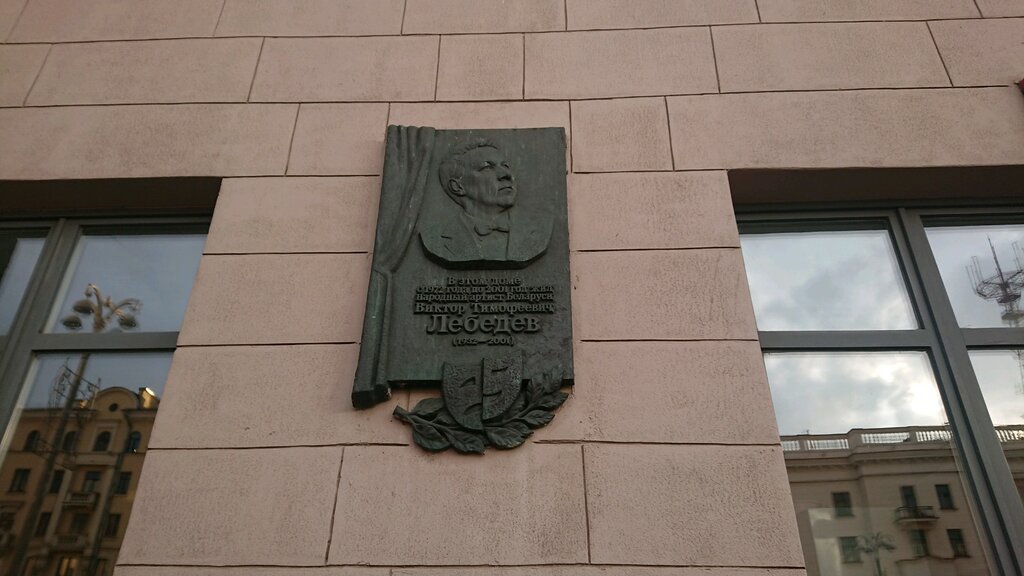 В этом доме
с 1972 года по 2001 год жил
народный артист Беларуси
Виктор Тимофеевич
Лебедев
(1932—2001)